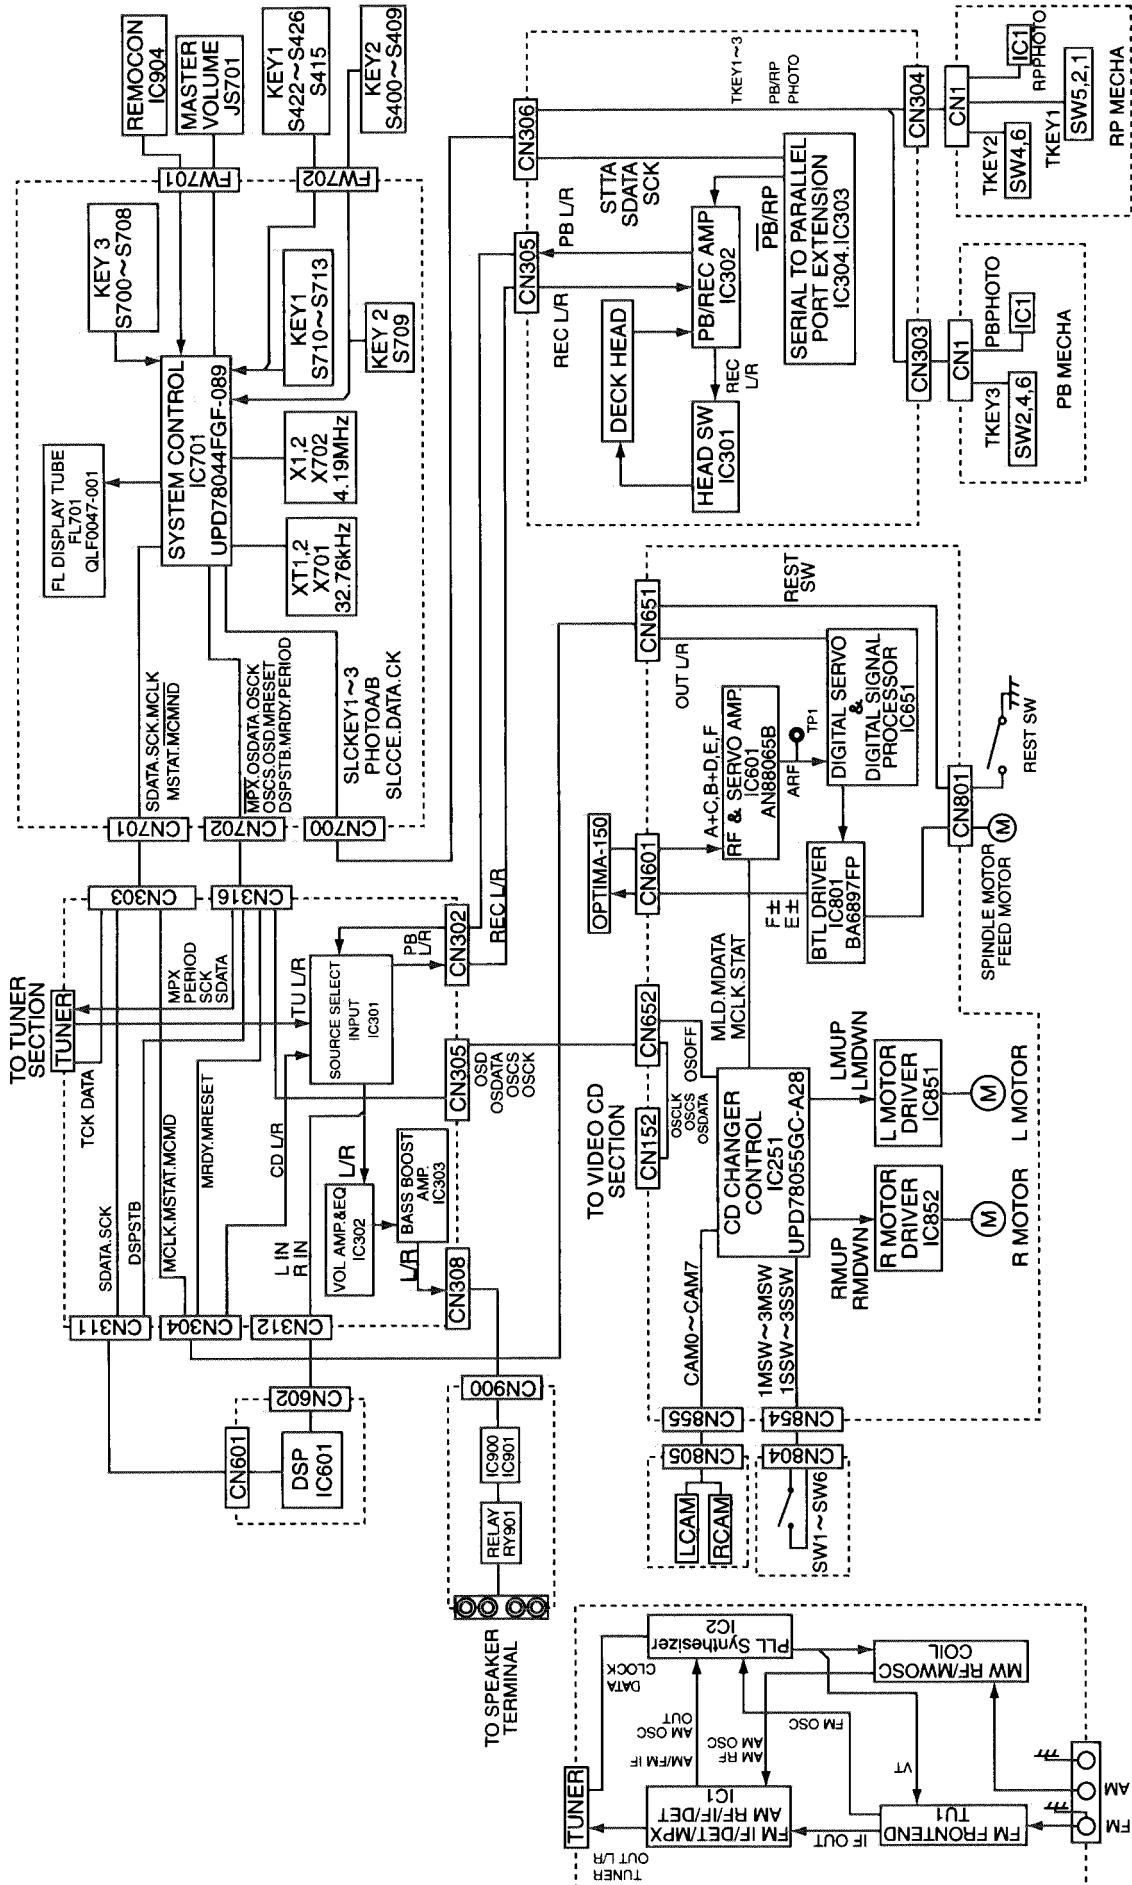 REMOCON
IC904
MASTER
VOLUME
JS701
KEY1
S422~S426
S415
KEY2
S400~S409
FW701
FW702
KEY 3
S700~S708
KEY1
S710~S713
KEY 2
S709
FL DISPLAY TUBE
FL701
QLF0047-001
SYSTEM CONTROL
IC701
UPD78044FGF-089
X1,2
X702
4.19MHz
XT1,2
X701
32.76kHz
SDATA.SCK.MCLK
MSTAT.MCMND
MPX.OSDATA.OSCK
OSCS.OSD.MRESET
DSPSTB.MRDY.PERIOD
SLCKEY1~3
PHOTOA/B
SLCCE.DATA.CK
CN701
CN702
CN700
CN306
TKEY1~3
PB/RP
PHOTO
CN305
PB L/R
STTA
SDATA
SCK
REC L/R
PB/REC AMP
IC302
PB/RP
SERIAL TO PARALLEL
PORT EXTENSION
IC304.IC303
DECK HEAD
REC
L/R
HEAD SW
IC301
CN304
CN303
CN1
IC1
RPPHOTO
SW5,2,1
TKEY1
TKEY2
SW4,6
RP MECHA
CN1
PBPHOTO
IC1
TKEY3
SW2,4,6
PB MECHA
TO TUNER
SECTION
TUNER
CN303
CN316
MPX
PERIOD
SCK
SDATA
TU L/R
SOURCE SELECT
INPUT
IC301
PB
L/R
CN302
REC L/R
TCK DATA
SDATA.SCK
DSPSTB
MCLK.MSTAT.MCMD
MRDY.MRESET
CD L/R
L IN
R IN
L/R
VOL AMP.&EQ
IC302
BASS BOOST
AMP.
IC303
L/R
CN305
OSD
OSDATA
OSCS
OSCK
CN308
CN311
CN304
CN312
CN602
CN601
DSP
IC601
CN900
IC900
IC901
RELAY
RY901
TO SPEAKER
TERMINAL
CN651
REST
SW
OUT L/R
OPTIMA-150
CN601
A+C,B+D,E,F
RF & SERVO AMP.
IC601
AN88065B
TP1
ARF
DIGITAL SERVO
&
DIGITAL SIGNAL
PROCESSOR
IC651
F±
E±
BTL DRIVER
IC801
BA6897FP
CN801
REST SW
M
SPINDLE MOTOR
FEED MOTOR
TO VIDEO CD
SECTION
CN652
CN152
OSOFF
OSCLK
OSCS
OSDATA
MLD.MDATA
MCLK.STAT
CD CHANGER
CONTROL
IC251
UPD78055GC-A28
LMUP
LMDWN
L MOTOR
DRIVER
IC851
M
L MOTOR
RMUP
RMDWN
R MOTOR
DRIVER
IC852
M
R MOTOR
CAM0~CAM7
1MSW~3MSW
1SSW~3SSW
CN855
CN854
CN805
CN804
LCAM
RCAM
SW1~SW6
PLL Synthesizer
IC2
DATA
CLOCK
MW RF/MWOSC
COIL
AM OSC
OUT
AM/FM IF
AM RF
AM OSC
FM OSC
VT
TUNER
FM IF/DET/MPX
AM RF/IF/DET
IC1
TUNER
OUT L/R
IF OUT
FM FRONTEND
TU1
AM
FM